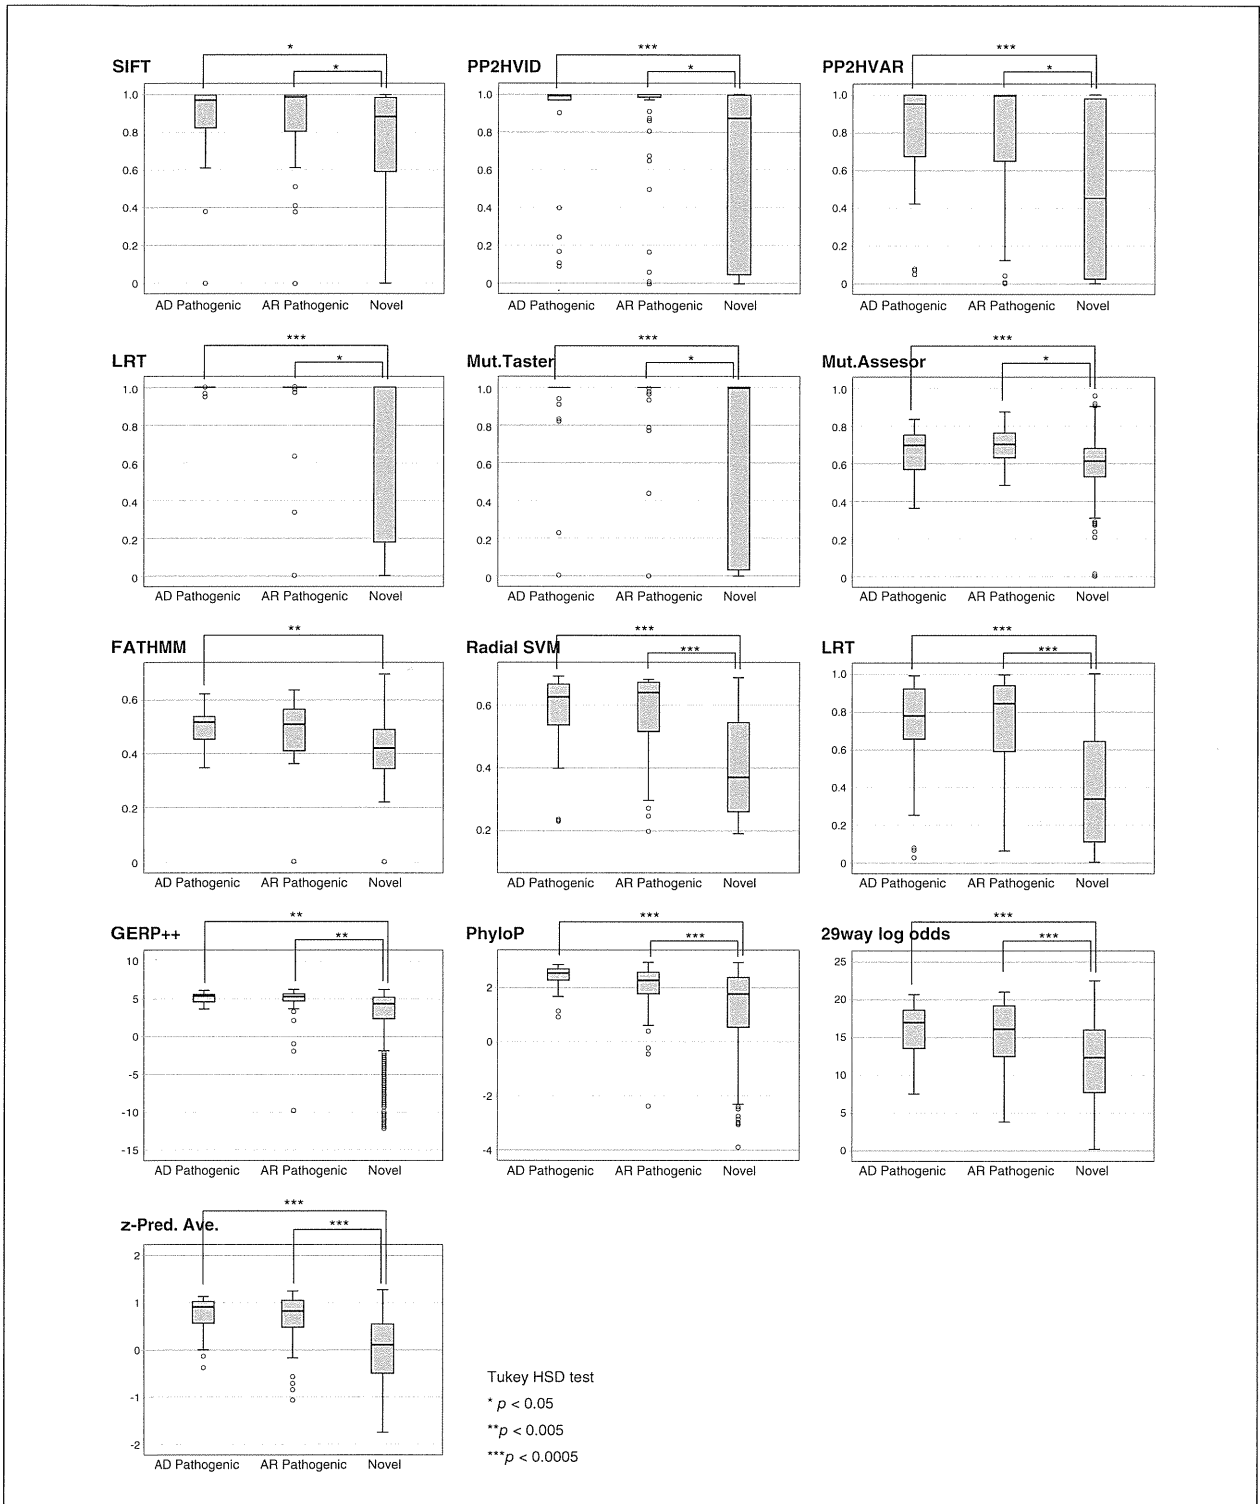 * *** ***
SIFT * PP2HVID * PP2HVAR *
1.0 1.0 1.0
0.8 0.8 0.8
0.6 0.6 0.6
0.4 0.4 0.4
0.2 0.2 0.2
0 0 0
AD Pathogenic AR Pathogenic Novel AD Pathogenic AR Pathogenic Novel AD Pathogenic AR Pathogenic Novel
*** *** ***
LRT * Mut.Taster * Mut.Assesor *
1.0 1.0 1.0
0.8 0.8 0.8
0.6 0.6 0.6
0.4 0.4 0.4
0.2 0.2 0.2
0 0 0
AD Pathogenic AR Pathogenic Novel AD Pathogenic AR Pathogenic Novel AD Pathogenic AR Pathogenic Novel
** *** ***
FATHMM Radial SVM *** LRT ***
1.0
0.6 0.6 0.8
0.6
0.4 0.4 0.4
0.2 0.2 0.2
0 0
AD Pathogenic AR Pathogenic Novel AD Pathogenic AR Pathogenic Novel AD Pathogenic AR Pathogenic Novel
** *** ***
GERP++ ** PhyloP *** 29way log odds ***
10 25
5 2 20
0 0 15
-5 10
-10 -2 5
-15 -4 0
AD Pathogenic AR Pathogenic Novel AD Pathogenic AR Pathogenic Novel AD Pathogenic AR Pathogenic Novel
***
z-Pred. Ave. ***
2
1
0
-1
-2
AD Pathogenic AR Pathogenic Novel
Tukey HSD test
* p < 0.05
**p < 0.005
***p < 0.0005